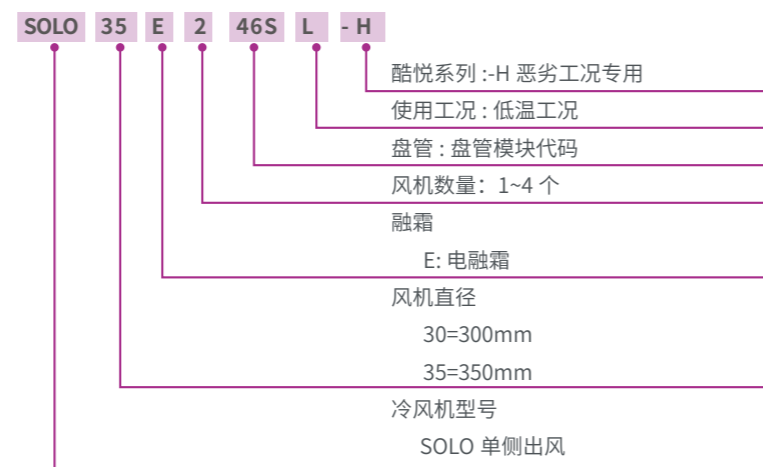 SOLO 35 E 2 46S L - H
酷悦系列 :-H 恶劣工况专用
使用工况 : 低温工况
盘管 : 盘管模块代码
风机数量：1~4 个
融霜
E: 电融霜
风机直径
30=300mm
35=350mm
冷风机型号
SOLO 单侧出风